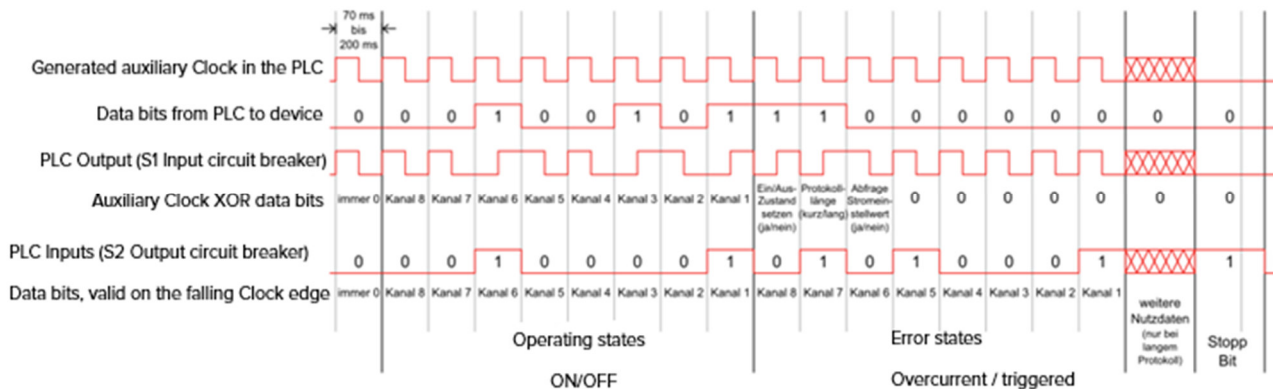 70 ms
bis
200 ms
Generated auxiliary Clock in the PLC
Data bits from PLC to device 0 0 0 1 0 0 1 0 1 1 1 0 0 0 0 0 0 0 0
PLC Output (S1 Input circuit breaker)
Auxiliary Clock XOR data bits immer 0 Kanal 8 Kanal 7 Kanal 6 Kanal 5 Kanal 4 Kanal 3 Kanal 2 Kanal 1 0 0 0 0 0 0 0
Ein/Aus-
Zustand
setzen
(ja/nein)
Protokoll-
länge
(kurz/lang)
Abfrage
Stromein-
stellwert
(ja/nein)
PLC Inputs (S2 Output circuit breaker)
0 0 0 1 0 0 0 0 1 0 1 0 1 0 0 0 1 1
Data bits, valid on the falling Clock edge immer 0 Kanal 8 Kanal 7 Kanal 6 Kanal 5 Kanal 4 Kanal 3 Kanal 2 Kanal 1 Kanal 8 Kanal 7 Kanal 6 Kanal 5 Kanal 4 Kanal 3 Kanal 2 Kanal 1
weitere
Nutzdaten
(nur bei
langem
Protokoll)
Stopp
Bit
Operating states
ON/OFF
Error states
Overcurrent / triggered